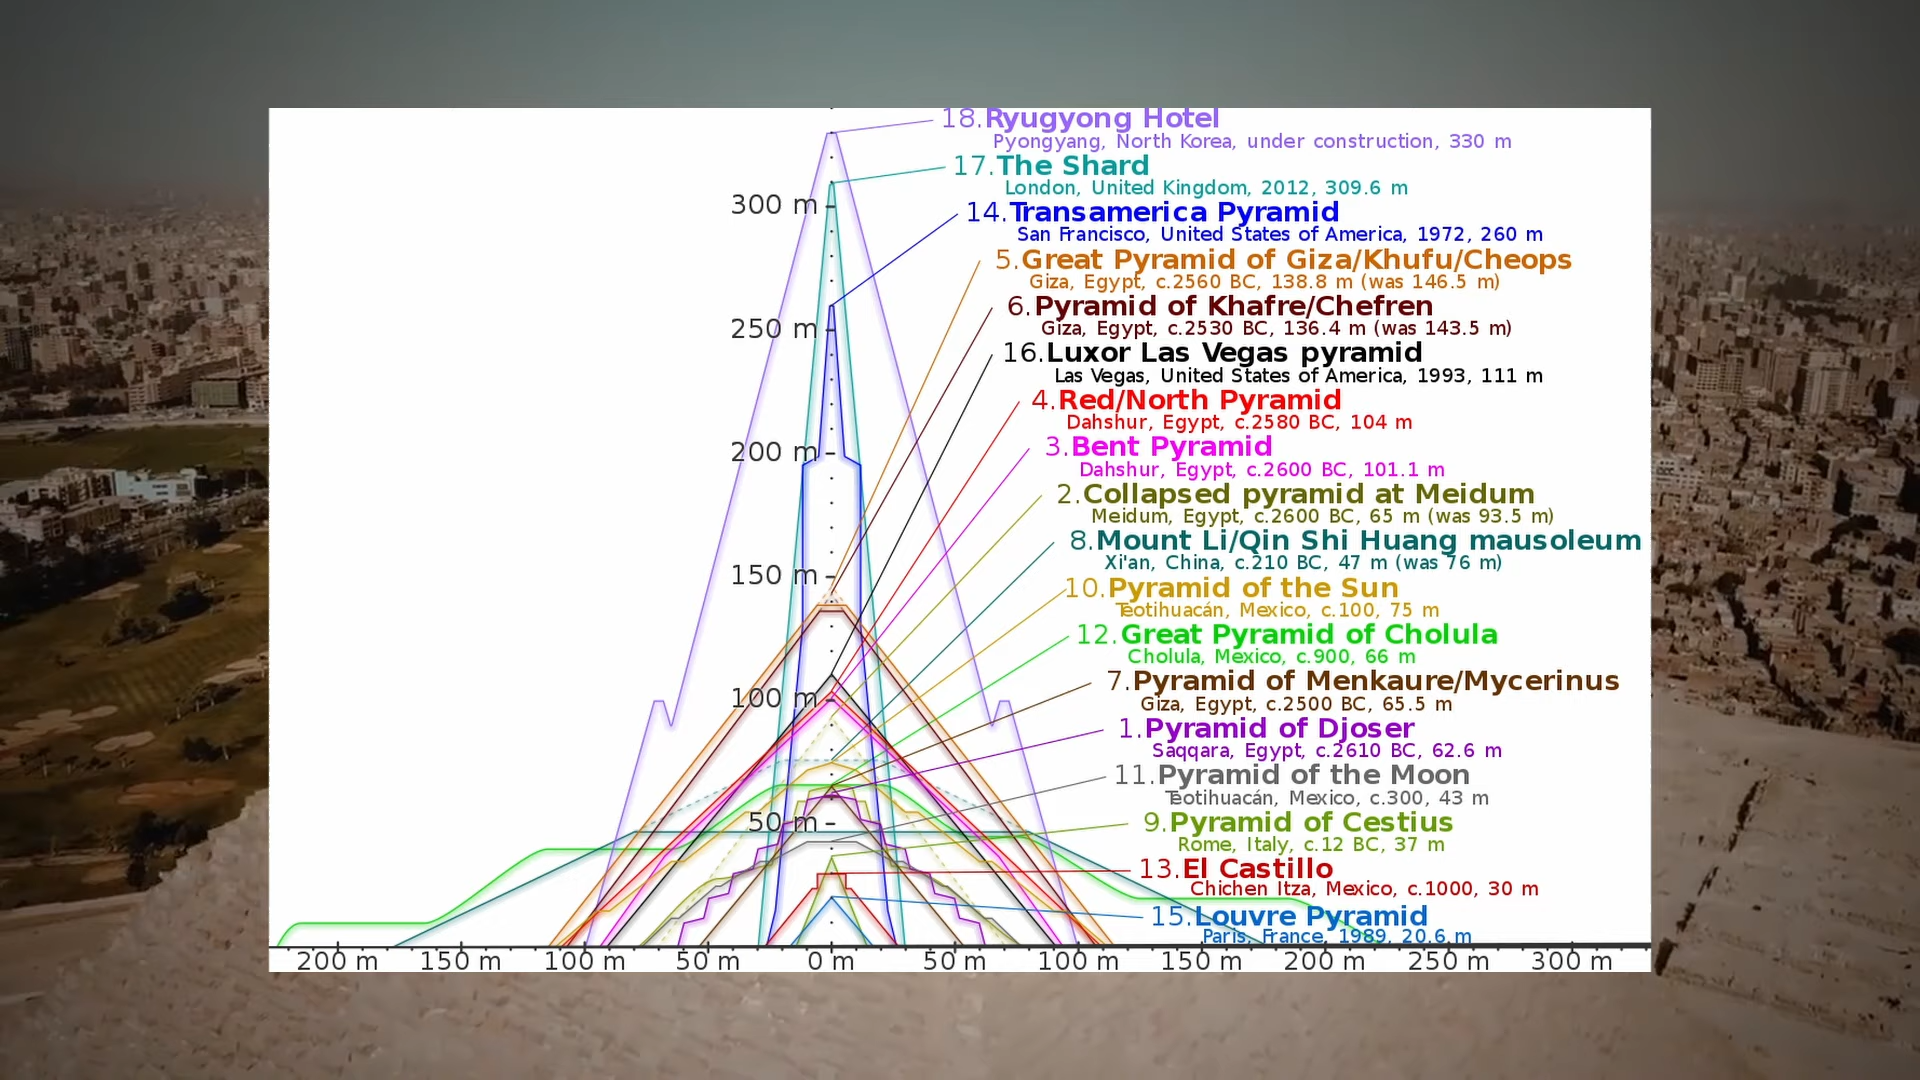 18.Ryugyong Hotel
Pyongyang, North Korea, under construction, 330 m
17.The Shard
London, United Kingdom, 2012, 309.6 m
300 m
14.Transamerica Pyramid
San Francisco, United States of America, 1972, 260 m
5.Great Pyramid of Giza/Khufu/Cheops
Giza, Egypt, c.2560 BC, 138.8 m (was 146.5 m)
6.Pyramid of Khafre/Chefren
Giza, Egypt, c.2530 BC, 136.4 m (was 143.5 m)
250 m
16.Luxor Las Vegas pyramid
Las Vegas, United States of America, 1993, 111 m
4.Red/North Pyramid
Dahshur, Egypt, c.2580 BC, 104 m
3.Bent Pyramid
Dahshur, Egypt, c.2600 BC, 101.1 m
200 m
2.Collapsed pyramid at Meidum
Meidum, Egypt, c.2600 BC, 65 m (was 93.5 m)
8.Mount Li/Qin Shi Huang mausoleum
Xi'an, China, c.210 BC, 47 m (was 76 m)
150 m
10.Pyramid of the Sun
Teotihuacán, Mexico, c.100, 75 m
12.Great Pyramid of Cholula
Cholula, Mexico, c.900, 66 m
7.Pyramid of Menkaure/Mycerinus
Giza, Egypt, c.2500 BC, 65.5 m
100 m
1.Pyramid of Djoser
Saqqara, Egypt, c.2610 BC, 62.6 m
11.Pyramid of the Moon
Teotihuacán, Mexico, c.300, 43 m
50 m
9.Pyramid of Cestius
Rome, Italy, c.12 BC, 37 m
13.El Castillo
Chichen Itza, Mexico, c.1000, 30 m
15.Louvre Pyramid
Paris, France, 1989, 20.6 m
200 m 150 m 100 m 50 m 0 m 50 m 100 m 150 m 200 m 250 m 300 m